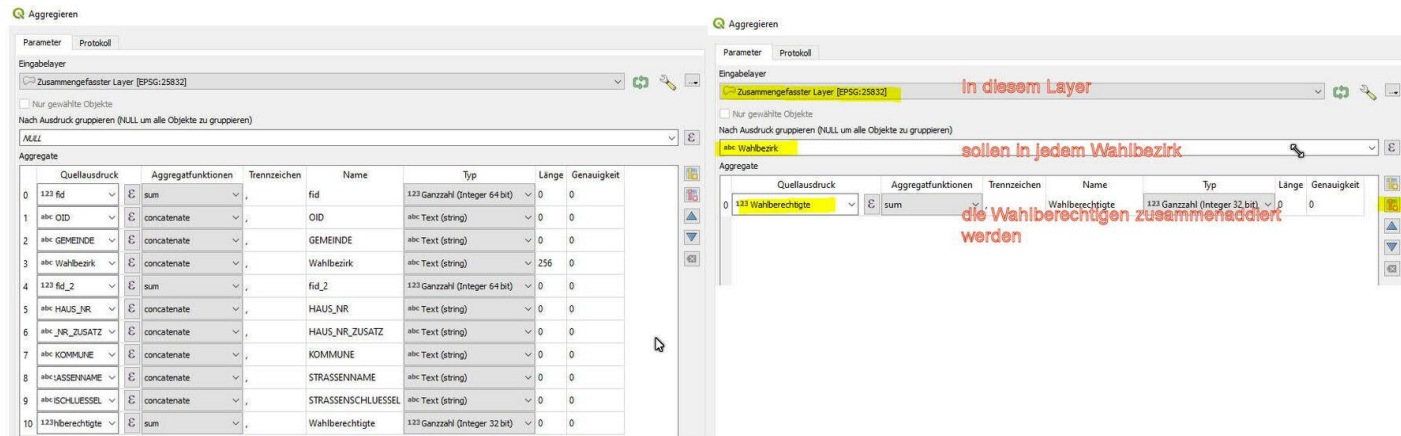 Aggregieren
Parameter Protokoll
Eingabelayer
Zusammengefasster Layer [EPSG:25832]
Nur gewählte Objekte
Nach Ausdruck gruppieren (NULL um alle Objekte zu gruppieren)
NULL
Aggregate
Quellausdruck Aggregatfunktionen Trennzeichen Name Typ Länge Genauigkeit
0 123 fid ε sum , fid 123 Ganzzahl (Integer 64 bit) 0 0
1 abc OID ε concatenate , OID abc Text (string) 0 0
2 abc GEMEINDE ε concatenate , GEMEINDE abc Text (string) 0 0
3 abc Wahlbezirk ε concatenate , Wahlbezirk abc Text (string) 256 0
4 123 fid_2 ε sum , fid_2 123 Ganzzahl (Integer 64 bit) 0 0
5 abc HAUS_NR ε concatenate , HAUS_NR abc Text (string) 0 0
6 abc _NR_ZUSATZ ε concatenate , HAUS_NR_ZUSATZ abc Text (string) 0 0
7 abc KOMMUNE ε concatenate , KOMMUNE abc Text (string) 0 0
8 abc :ASSENNAME ε concatenate , STRASSENNAME abc Text (string) 0 0
9 abc ISCHLUESSEL ε concatenate , STRASSENSCHLUESSEL abc Text (string) 0 0
10 123 hlberechtigte ε sum , Wahlberechtigte 123 Ganzzahl (Integer 32 bit) 0 0
Aggregieren
Parameter Protokoll
Eingabelayer
Zusammengefasster Layer [EPSG:25832] In diesem Layer
Nur gewählte Objekte
Nach Ausdruck gruppieren (NULL um alle Objekte zu gruppieren)
abc Wahlbezirk sollen in jedem Wahlbezirk ε
Aggregate
Quellausdruck Aggregatfunktionen Trennzeichen Name Typ Länge Genauigkeit
0 123 Wahlberechtigte ε sum , Wahlberechtigte 123 Ganzzahl (Integer 32 bit) 0 0
die Wahlberechtigen zusammenaddiert
werden